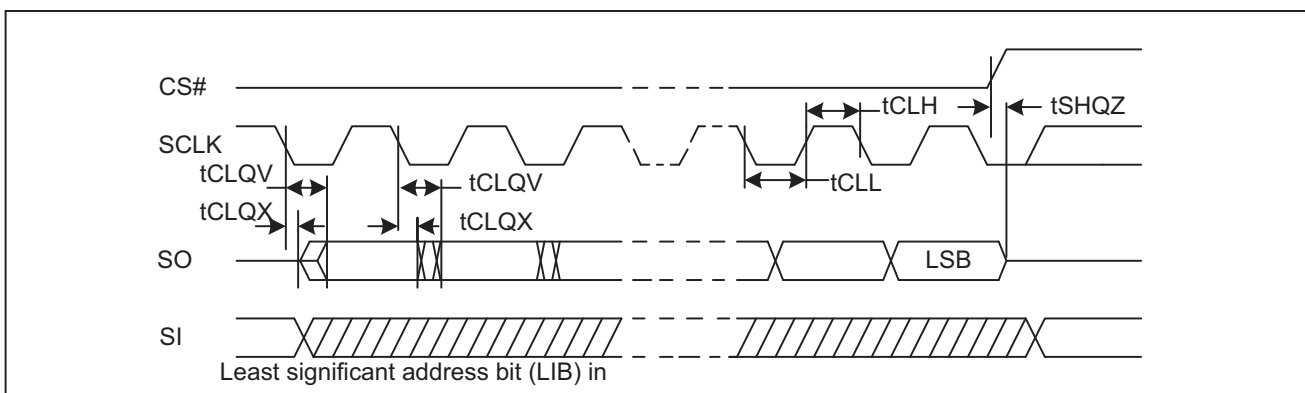 CS#
tCLH
tSHQZ
SCLK
tCLQV
tCLQV
tCLL
tCLQX
tCLQX
SO
LSB
SI
Least significant address bit (LIB) in